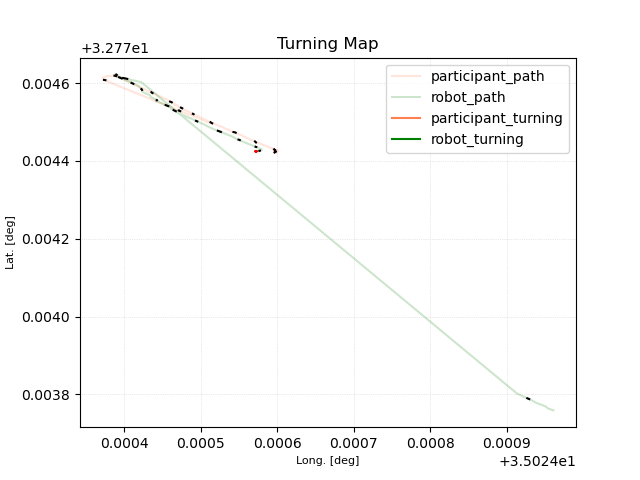 Turning Map
+3.277e1
participant_path
robot_path
participant_turning
robot_turning
0.0046
0.0044
0.0042
0.0040
0.0038
Lat. [deg]
0.0004
0.0005
0.0006
0.0007
0.0008
0.0009
Long. [deg]
+3.5024e1